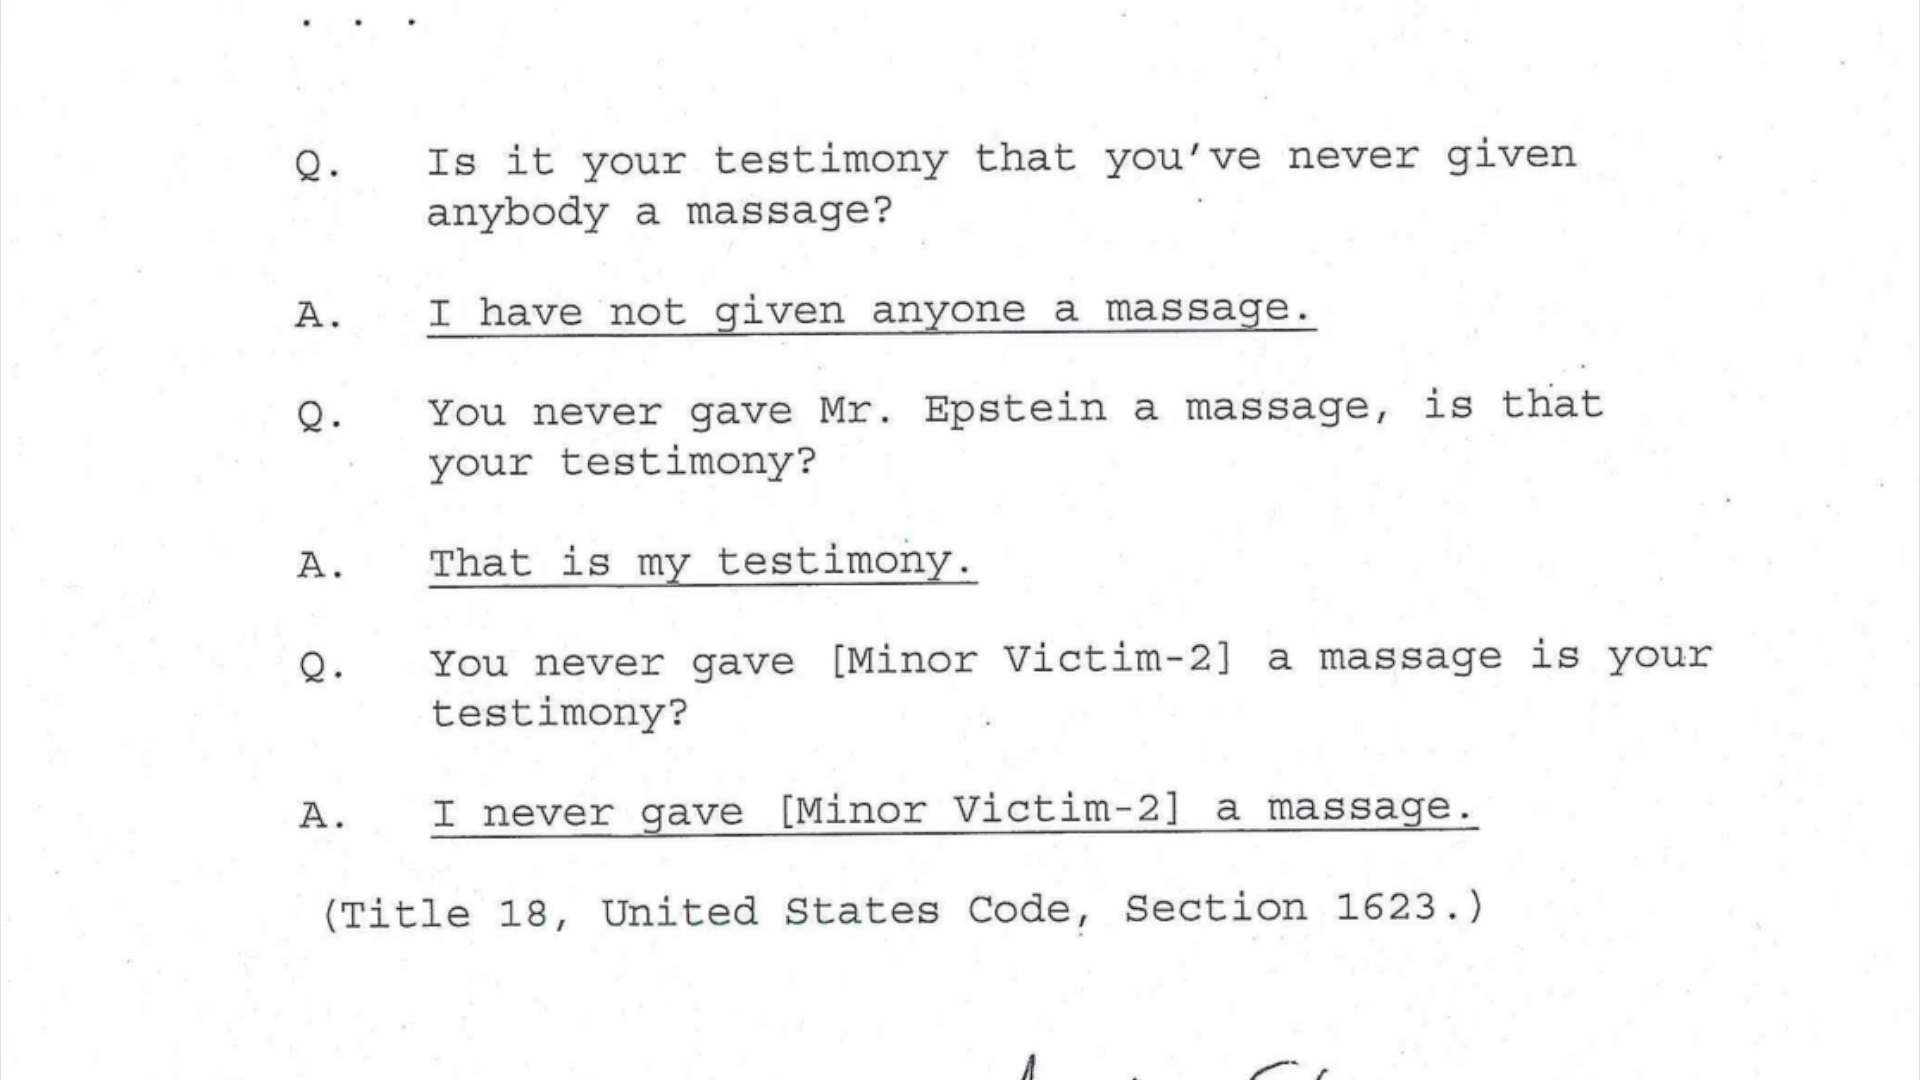 . . .
Q. Is it your testimony that you've never given
anybody a massage?
A. I have not given anyone a massage.
Q. You never gave Mr. Epstein a massage, is that
your testimony?
A. That is my testimony.
Q. You never gave [Minor Victim-2] a massage is your
testimony?
A. I never gave [Minor Victim-2] a massage.
(Title 18, United States Code, Section 1623.)